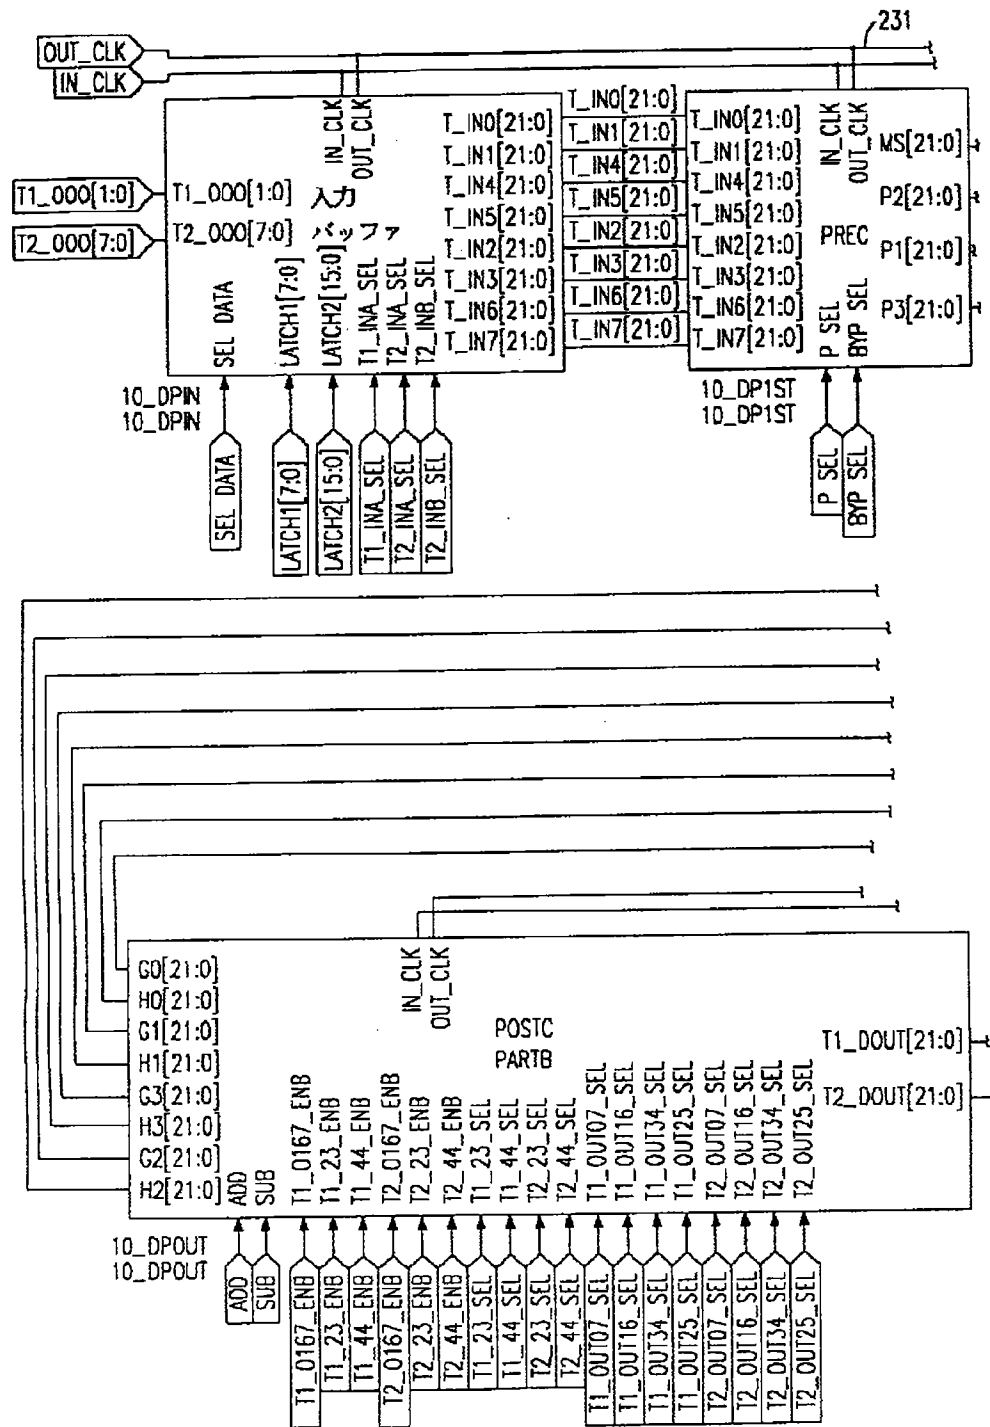 231
OUT_CLK
IN_CLK
IN_CLK
OUT_CLK
T1_000[1:0]
T2_000[7:0]
T1_000[1:0]
T2_000[7:0]
入力
バッファ
T_IN0[21:0]
T_IN1[21:0]
T_IN4[21:0]
T_IN5[21:0]
T_IN2[21:0]
T_IN3[21:0]
T_IN6[21:0]
T_IN7[21:0]
SEL DATA
LATCH1[7:0]
LATCH2[15:0]
T1_INA_SEL
T2_INA_SEL
T2_INB_SEL
10_DPIN
10_DPIN
SEL DATA
LATCH1[7:0]
LATCH2[15:0]
T1_INA_SEL
T2_INA_SEL
T2_INB_SEL
T_IN0[21:0]
T_IN1[21:0]
T_IN4[21:0]
T_IN5[21:0]
T_IN2[21:0]
T_IN3[21:0]
T_IN6[21:0]
T_IN7[21:0]
T_IN0[21:0]
T_IN1[21:0]
T_IN4[21:0]
T_IN5[21:0]
T_IN2[21:0]
T_IN3[21:0]
T_IN6[21:0]
T_IN7[21:0]
IN_CLK
OUT_CLK
PREC
MS[21:0]
P2[21:0]
P1[21:0]
P3[21:0]
P SEL
BYP SEL
10_DP1ST
10_DP1ST
P SEL
BYP SEL
IN_CLK
OUT_CLK
G0[21:0]
H0[21:0]
G1[21:0]
H1[21:0]
G3[21:0]
H3[21:0]
G2[21:0]
H2[21:0]
POSTC
PARTB
T1_DOUT[21:0]
T2_DOUT[21:0]
ADD
SUB
T1_0167_ENB
T1_23_ENB
T1_44_ENB
T2_0167_ENB
T2_23_ENB
T2_44_ENB
T1_23_SEL
T1_44_SEL
T2_23_SEL
T2_44_SEL
T1_OUT07_SEL
T1_OUT16_SEL
T1_OUT34_SEL
T1_OUT25_SEL
T2_OUT07_SEL
T2_OUT16_SEL
T2_OUT34_SEL
T2_OUT25_SEL
10_DPOUT
10_DPOUT
ADD
SUB
T1_0167_ENB
T1_23_ENB
T1_44_ENB
T2_0167_ENB
T2_23_ENB
T2_44_ENB
T1_23_SEL
T1_44_SEL
T2_23_SEL
T2_44_SEL
T1_OUT07_SEL
T1_OUT16_SEL
T1_OUT34_SEL
T1_OUT25_SEL
T2_OUT07_SEL
T2_OUT16_SEL
T2_OUT34_SEL
T2_OUT25_SEL